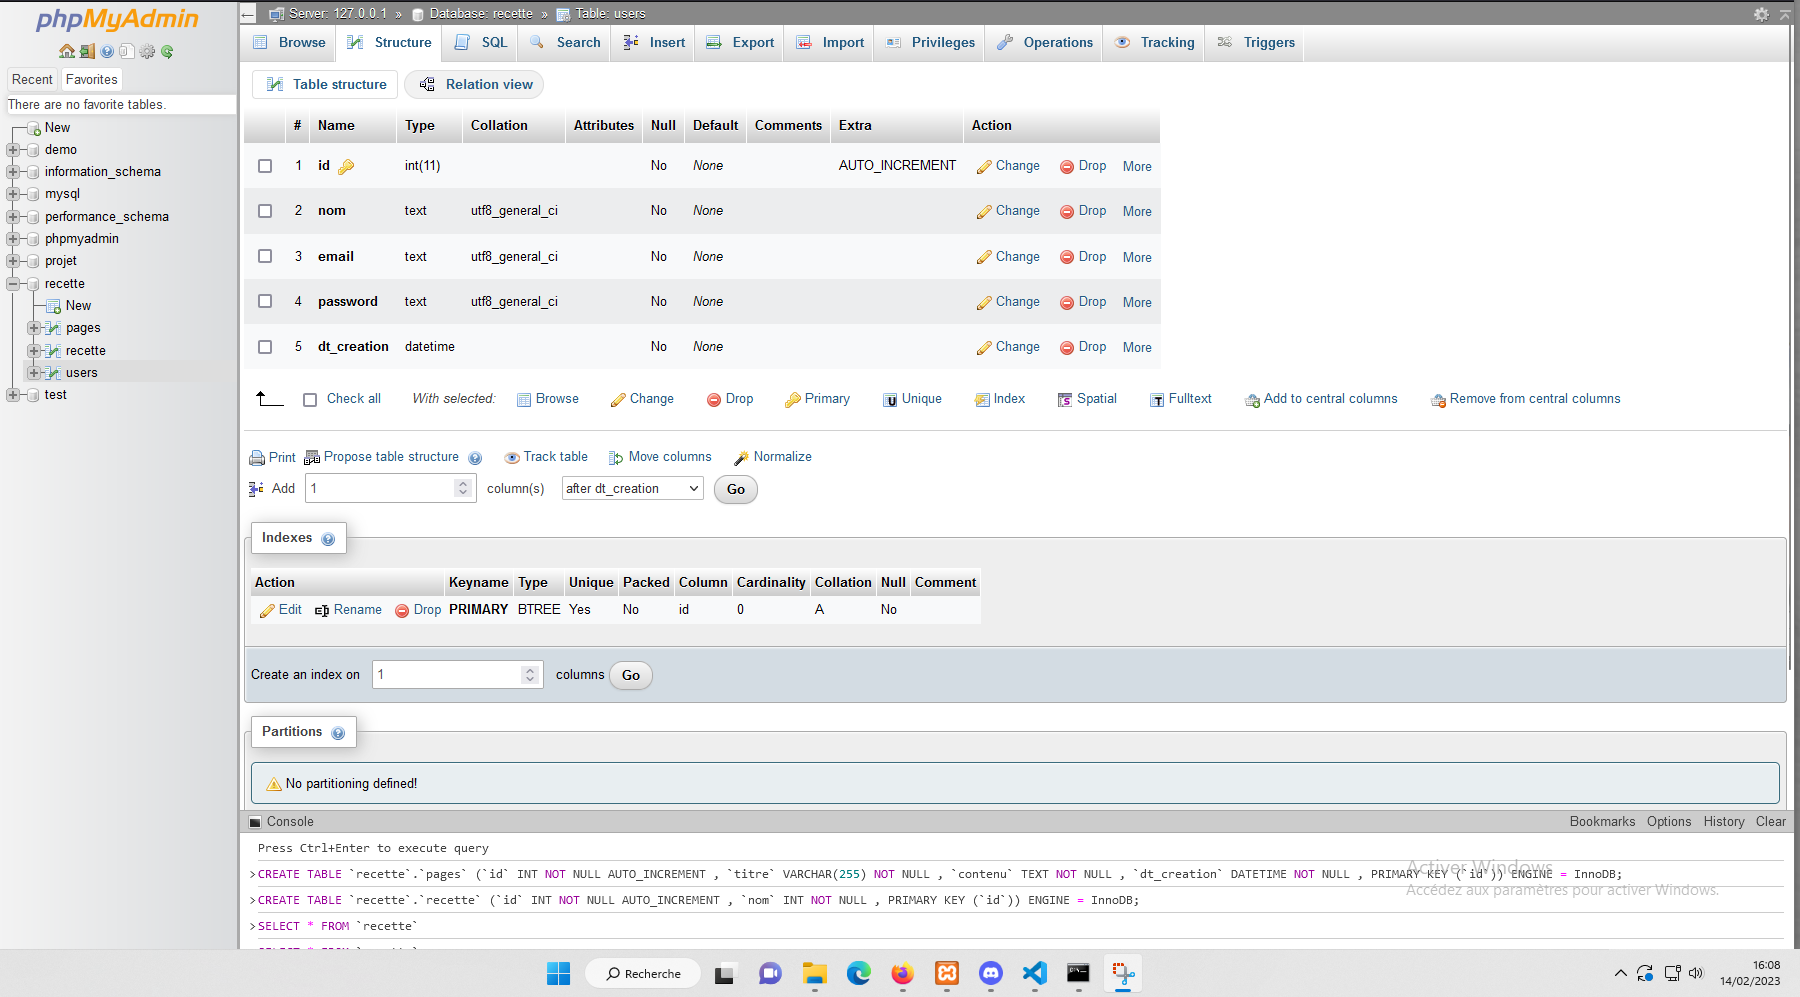 phpMyAdmin
Recent Favorites
There are no favorite tables.
New
demo
information_schema
mysql
performance_schema
phpmyadmin
projet
recette
New
pages
recette
users
test
Server: 127.0.0.1 » Database: recette » Table: users
Browse Structure SQL Search Insert Export Import Privileges Operations Tracking Triggers
Table structure Relation view
# Name Type Collation Attributes Null Default Comments Extra Action
1 id int(11) No None AUTO_INCREMENT Change Drop More
2 nom text utf8_general_ci No None Change Drop More
3 email text utf8_general_ci No None Change Drop More
4 password text utf8_general_ci No None Change Drop More
5 dt_creation datetime No None Change Drop More
Check all With selected: Browse Change Drop Primary Unique Index Spatial Fulltext Add to central columns Remove from central columns
Print Propose table structure Track table Move columns Normalize
Add 1 column(s) after dt_creation Go
Indexes
Action Keyname Type Unique Packed Column Cardinality Collation Null Comment
Edit Rename Drop PRIMARY BTREE Yes No id 0 A No
Create an index on 1 columns Go
Partitions
No partitioning defined!
Console Bookmarks Options History Clear
Press Ctrl+Enter to execute query
>CREATE TABLE `recette`.`pages` (`id` INT NOT NULL AUTO_INCREMENT , `titre` VARCHAR(255) NOT NULL , `contenu` TEXT NOT NULL , `dt_creation` DATETIME NOT NULL , PRIMARY KEY (`id`)) ENGINE = InnoDB;
>CREATE TABLE `recette`.`recette` (`id` INT NOT NULL AUTO_INCREMENT , `nom` INT NOT NULL , PRIMARY KEY (`id`)) ENGINE = InnoDB;
>SELECT * FROM `recette`
Activer Windows
Accédez aux paramètres pour activer Windows.
Recherche
16:08
14/02/2023